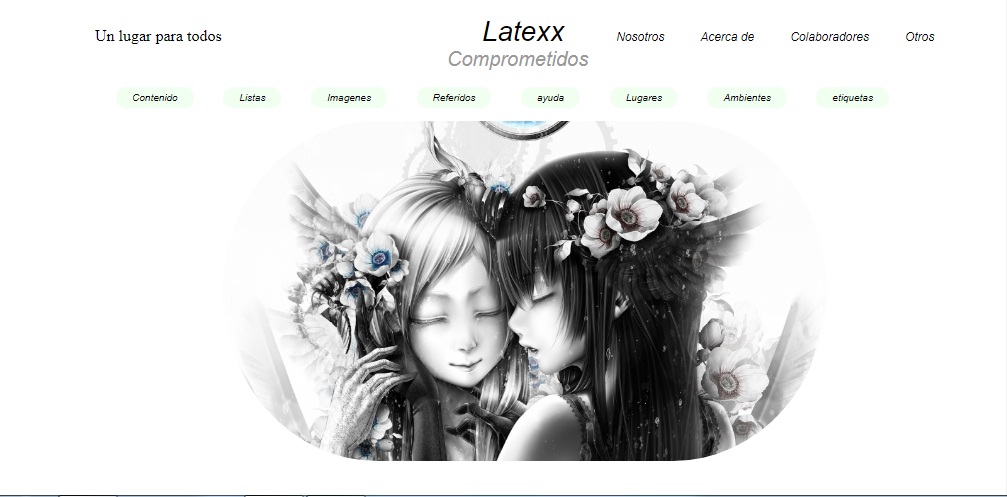 Un lugar para todos
Latexx
Comprometidos
Nosotros Acerca de Colaboradores Otros
Contenido Listas Imagenes Referidos ayuda Lugares Ambientes etiquetas